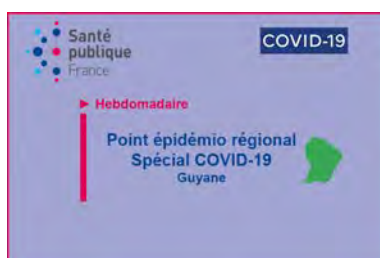 Santé
publique
France
COVID-19
► Hebdomadaire
Point épidémio régional
Spécial COVID-19
Guyane